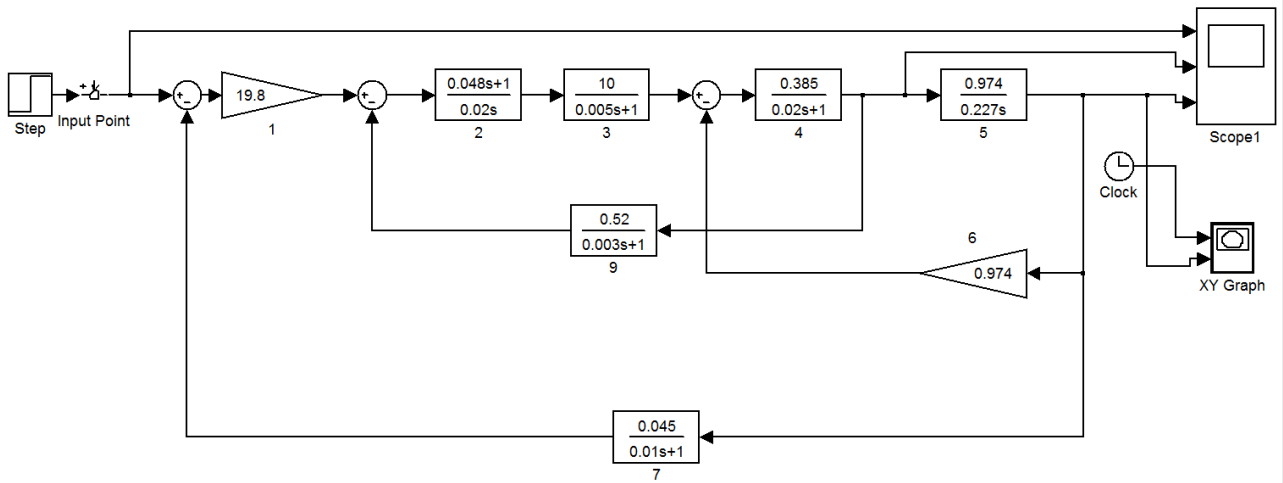 Step
+
Input Point
+
-
19.8
1
+
-
0.048s+1
0.02s
2
10
0.005s+1
3
+
-
0.385
0.02s+1
4
0.974
0.227s
5
Scope1
Clock
0.52
0.003s+1
9
6
0.974
XY Graph
0.045
0.01s+1
7